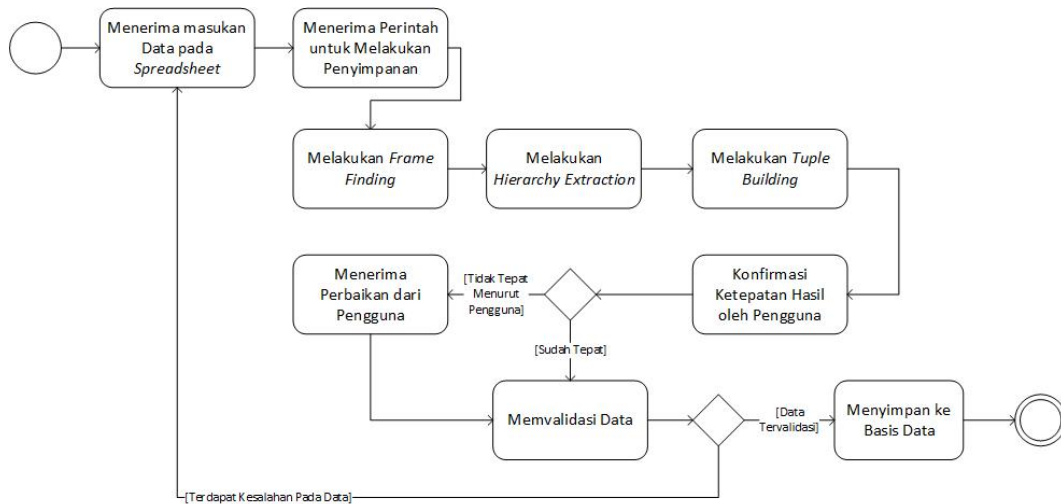 Menerima masukan
Data pada
Spreadsheet
Menerima Perintah
untuk Melakukan
Penyimpanan
Melakukan Frame
Finding
Melakukan
Hierarchy Extraction
Melakukan Tuple
Building
Menerima
Perbaikan dari
Pengguna
[Tidak Tepat
Menurut
Pengguna]
Konfirmasi
Ketepatan Hasil
oleh Pengguna
[Sudah Tepat]
Memvalidasi Data
[Data
Tervalidasi]
Menyimpan ke
Basis Data
[Terdapat Kesalahan Pada Data]